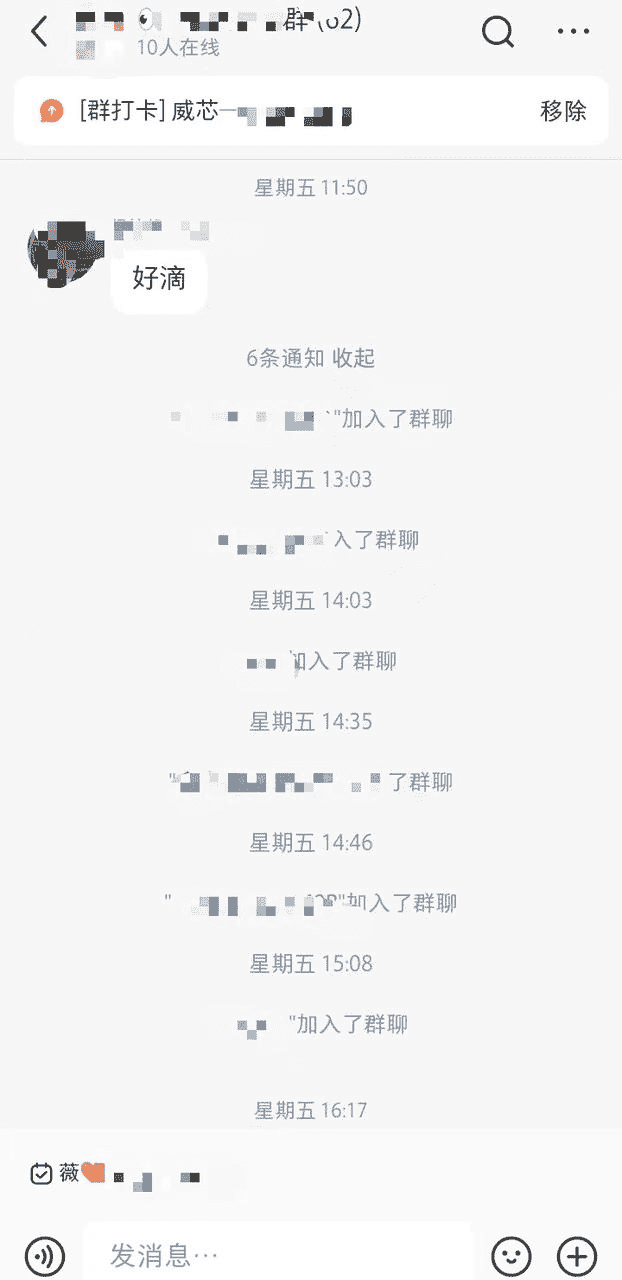 群 (62)
10人在线
[群打卡] 威芯一 移除
星期五 11:50
好滴
6条通知 收起
"加入了群聊
星期五 13:03
入了群聊
星期五 14:03
加入了群聊
星期五 14:35
" 了群聊
星期五 14:46
" "加入了群聊
星期五 15:08
"加入了群聊
星期五 16:17
薇
发消息…